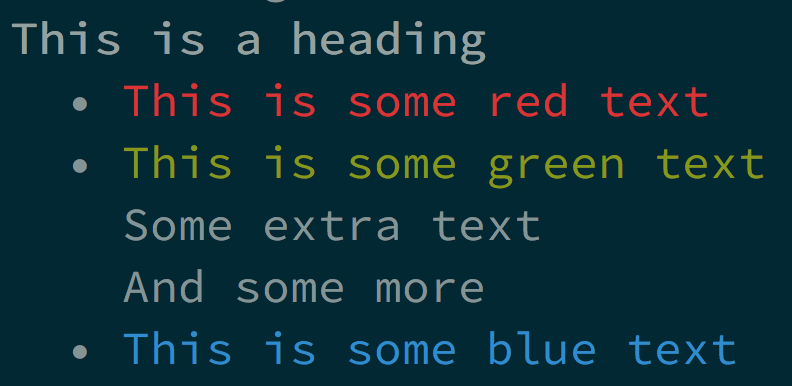 This is a heading
• This is some red text
• This is some green text
Some extra text
And some more
• This is some blue text